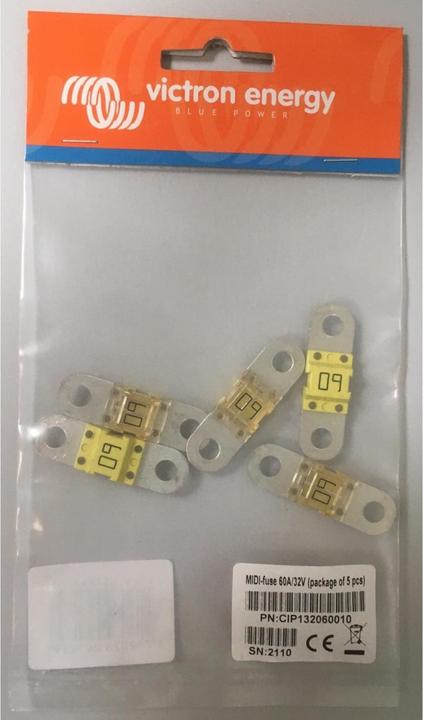 victron energy
BLUE POWER
60
60
60
60
60
MIDI-fuse 60A/32V (package of 5 pcs)
PN:CIP132060010
SN:2110
CE